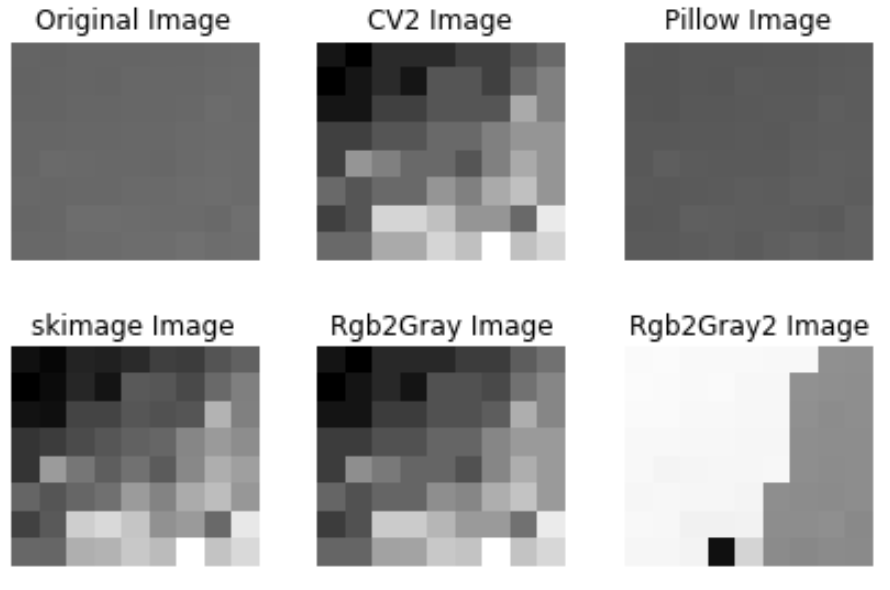 Original Image
CV2 Image
Pillow Image
skimage Image
Rgb2Gray Image
Rgb2Gray2 Image